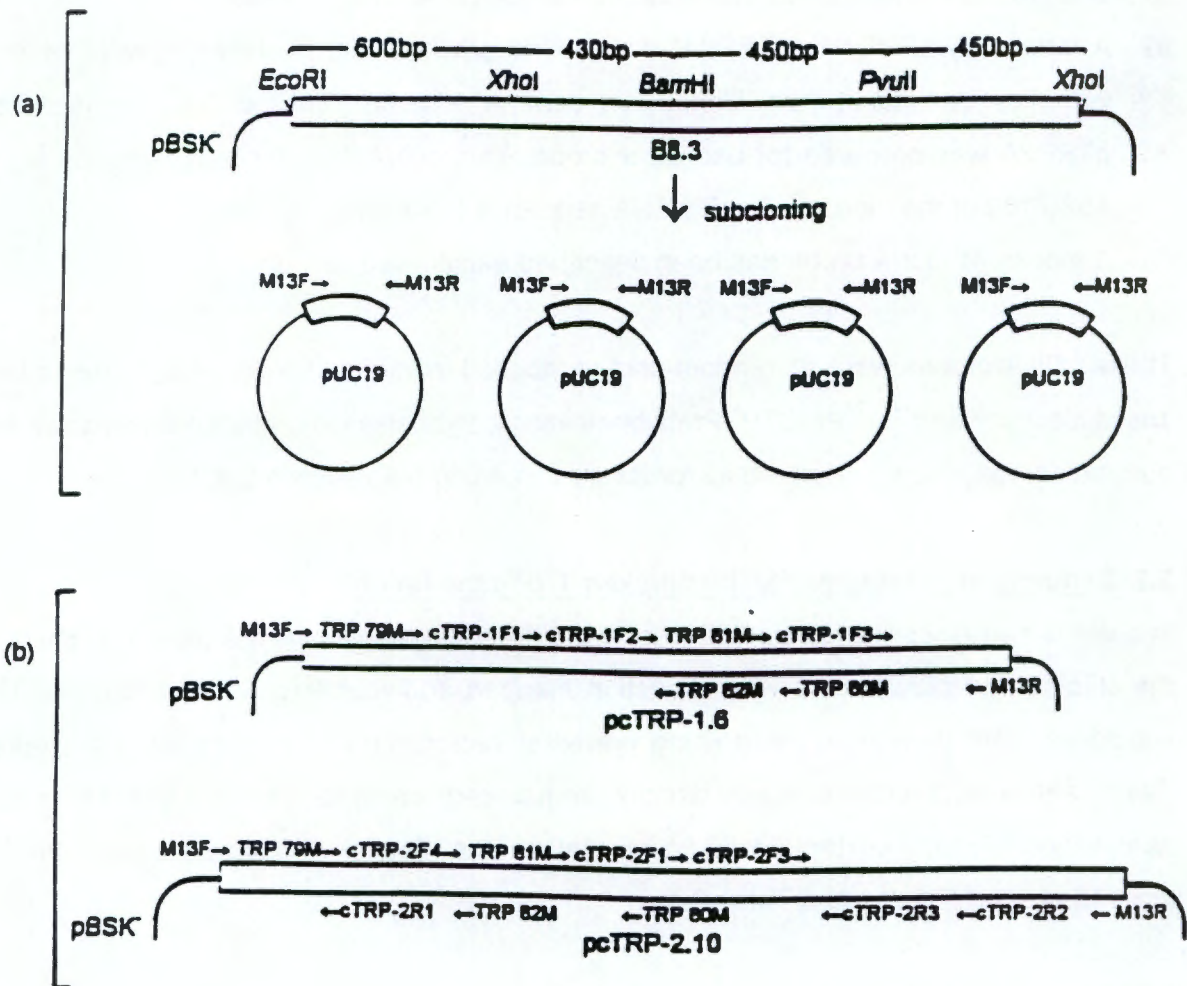 600bp 430bp 450bp 450bp
EcoRI XhoI BamHI PvuII XhoI
(a)
pBSK-
B8.3
subcloning
M13F→ ←M13R M13F→ ←M13R M13F→ ←M13R M13F→ ←M13R
pUC19 pUC19 pUC19 pUC19
(b)
M13F→ TRP 79M→ cTRP-1F1→ cTRP-1F2→ TRP 81M→ cTRP-1F3→
pBSK-
←TRP 82M ←TRP 80M ← M13R
pcTRP-1.6
M13F→ TRP 79M→ cTRP-2F4→ TRP 81M→ cTRP-2F1→ cTRP-2F3→
pBSK-
←cTRP-2R1 ←TRP 82M ←TRP 80M ←cTRP-2R3 ←cTRP-2R2 ← M13R
pcTRP-2.10